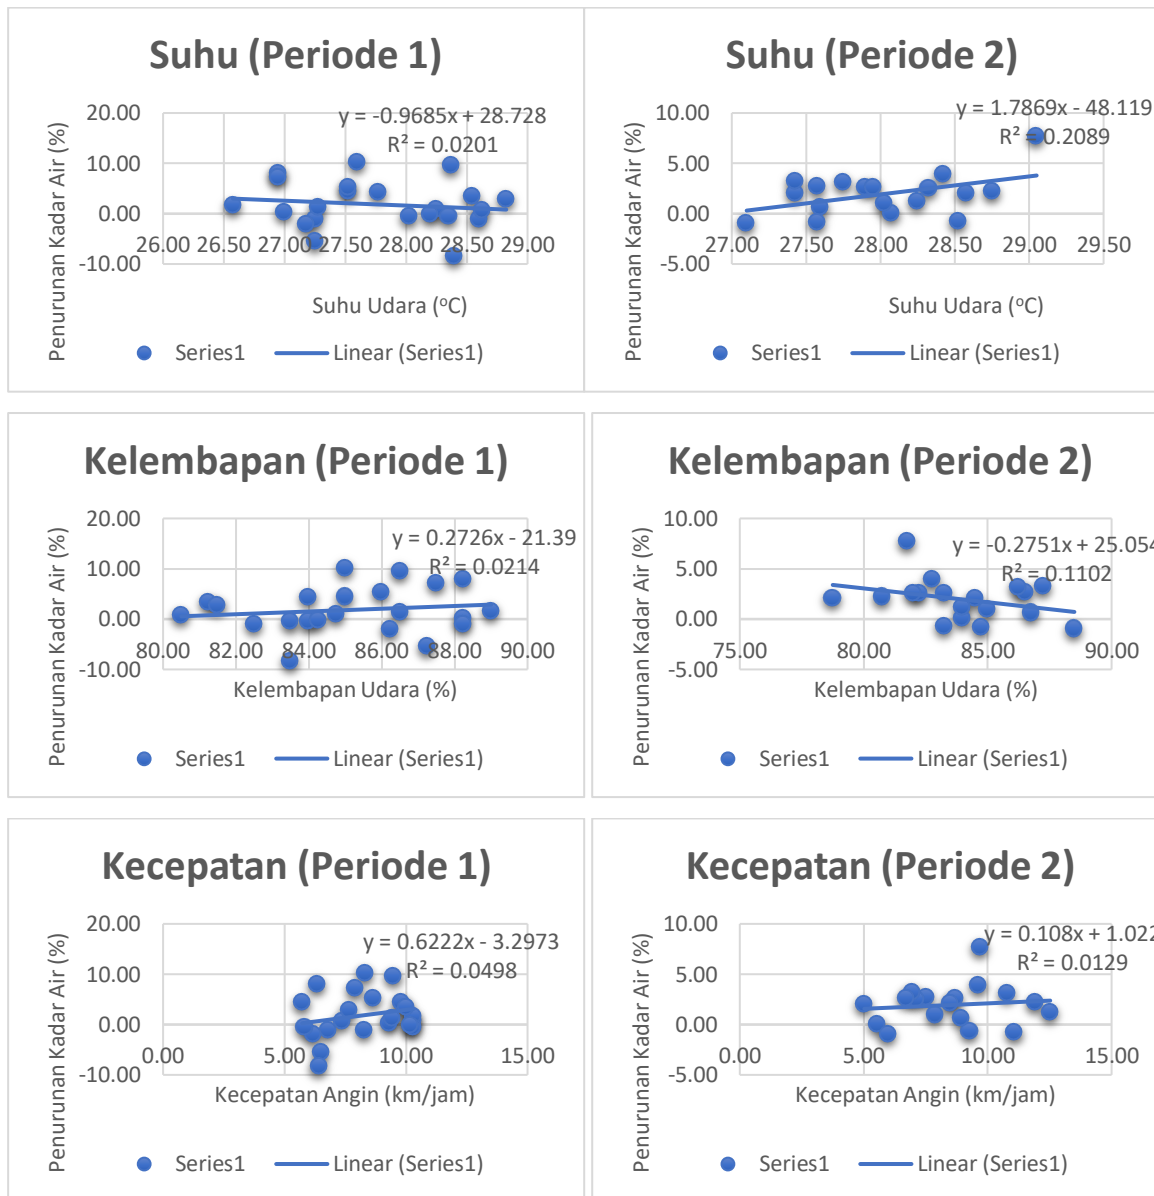 Suhu (Periode 1)
y = -0.9685x + 28.728
R² = 0.0201
20.00
10.00
0.00
-10.00
26.00 26.50 27.00 27.50 28.00 28.50 29.00
Penurunan Kadar Air (%)
Suhu Udara (°C)
Series1 Linear (Series1)
Suhu (Periode 2)
y = 1.7869x - 48.119
R² = 0.2089
10.00
5.00
0.00
-5.00
27.00 27.50 28.00 28.50 29.00 29.50
Penurunan Kadar Air (%)
Suhu Udara (°C)
Series1 Linear (Series1)
Kelembapan (Periode 1)
y = 0.2726x - 21.39
R² = 0.0214
20.00
10.00
0.00
-10.00
80.00 82.00 84.00 86.00 88.00 90.00
Penurunan Kadar Air (%)
Kelembapan Udara (%)
Series1 Linear (Series1)
Kelembapan (Periode 2)
y = -0.2751x + 25.054
R² = 0.1102
10.00
5.00
0.00
-5.00
75.00 80.00 85.00 90.00
Penurunan Kadar Air (%)
Kelembapan Udara (%)
Series1 Linear (Series1)
Kecepatan (Periode 1)
y = 0.6222x - 3.2973
R² = 0.0498
20.00
10.00
0.00
-10.00
0.00 5.00 10.00 15.00
Penurunan Kadar Air (%)
Kecepatan Angin (km/jam)
Series1 Linear (Series1)
Kecepatan (Periode 2)
y = 0.108x + 1.022
R² = 0.0129
10.00
5.00
0.00
-5.00
0.00 5.00 10.00 15.00
Penurunan Kadar Air (%)
Kecepatan Angin (km/jam)
Series1 Linear (Series1)